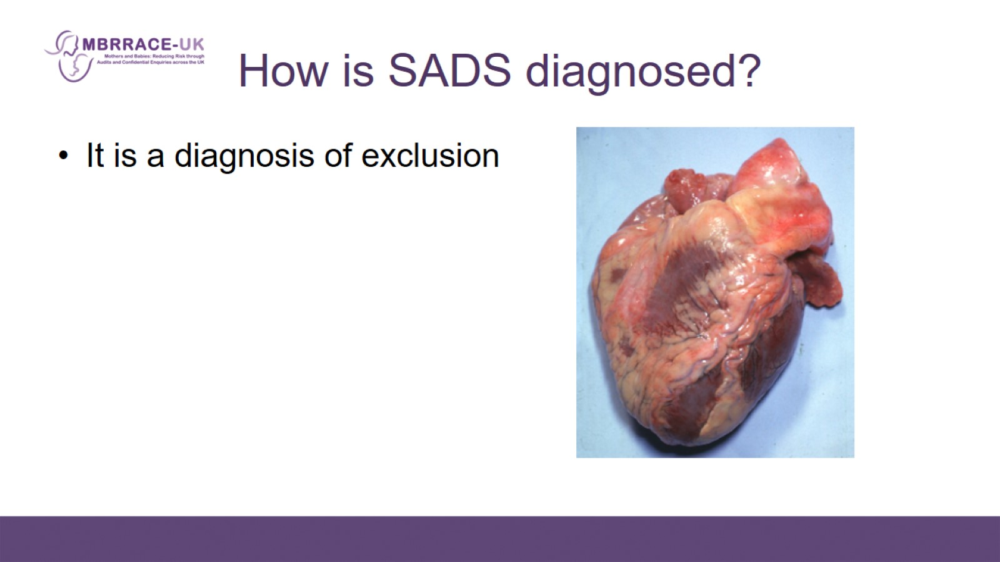 MBRRACE-UK
Mothers and Babies: Reducing Risk through
Audits and Confidential Enquiries across the UK
How is SADS diagnosed?
• It is a diagnosis of exclusion